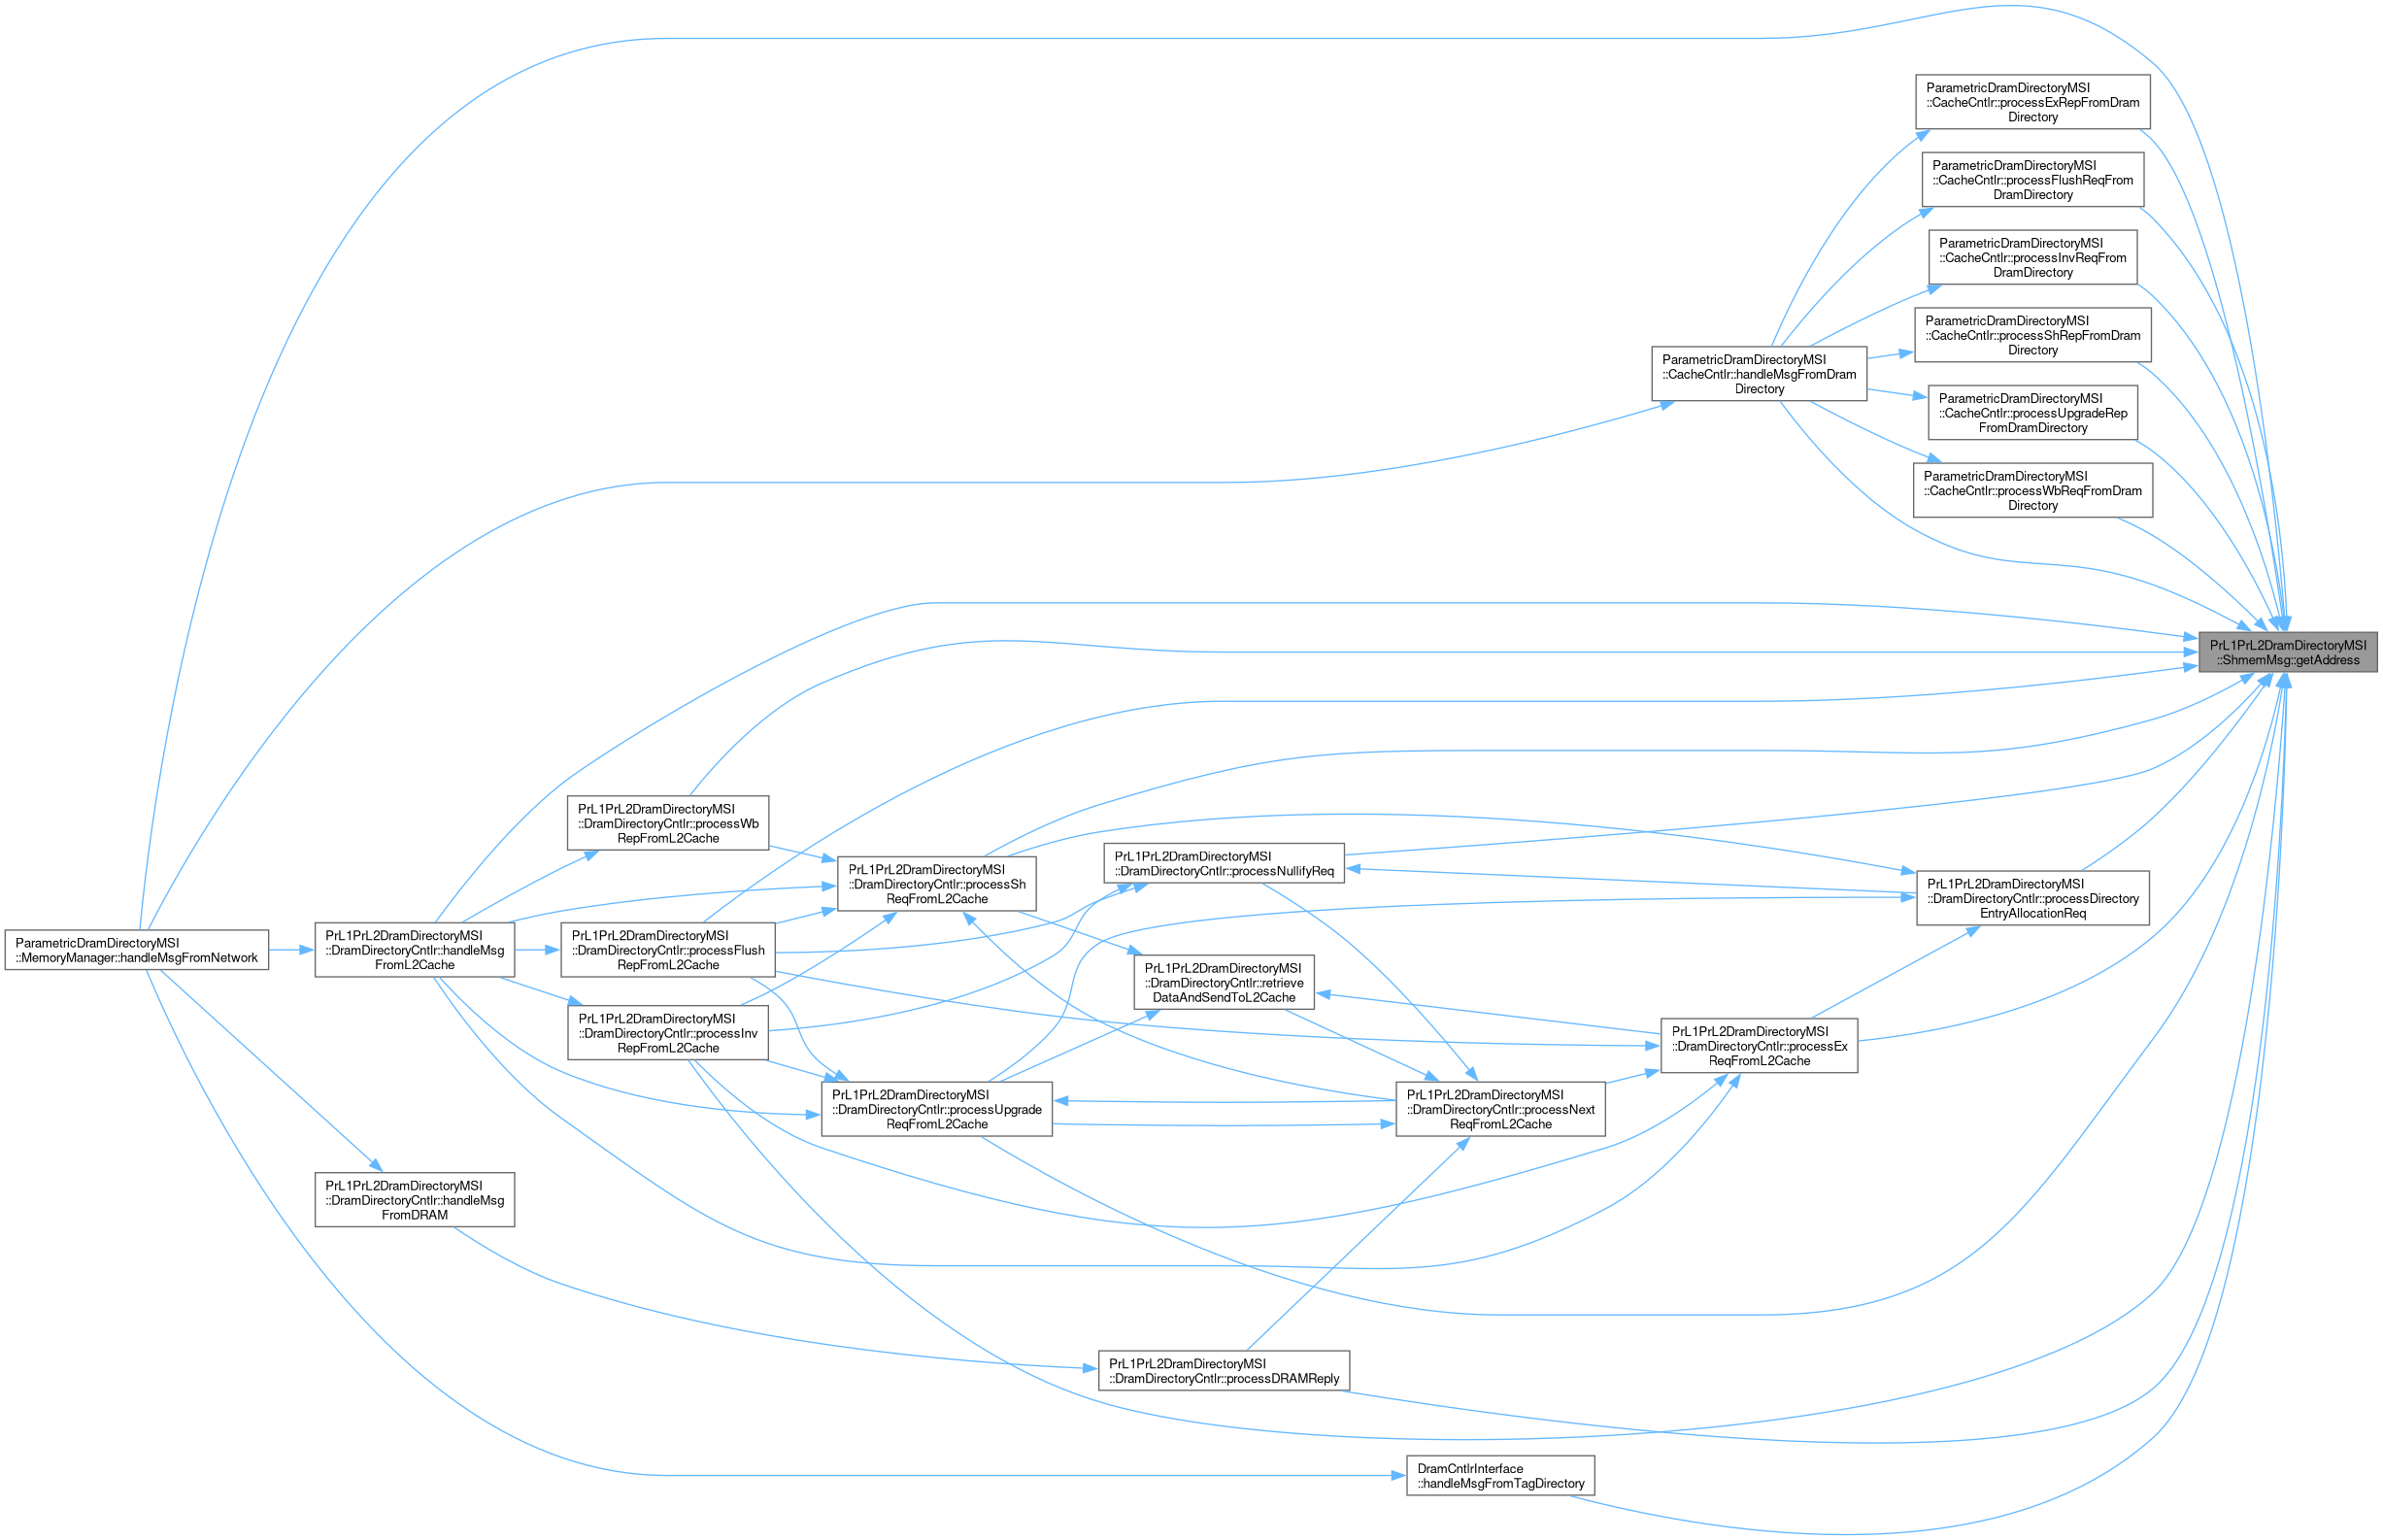 ParametricDramDirectoryMSI
::CacheCntlr::processExRepFromDram
Directory
ParametricDramDirectoryMSI
::CacheCntlr::processFlushReqFrom
DramDirectory
ParametricDramDirectoryMSI
::CacheCntlr::processInvReqFrom
DramDirectory
ParametricDramDirectoryMSI
::CacheCntlr::processShRepFromDram
Directory
ParametricDramDirectoryMSI
::CacheCntlr::handleMsgFromDram
Directory
ParametricDramDirectoryMSI
::CacheCntlr::processUpgradeRep
FromDramDirectory
ParametricDramDirectoryMSI
::CacheCntlr::processWbReqFromDram
Directory
PrL1PrL2DramDirectoryMSI
::ShmemMsg::getAddress
PrL1PrL2DramDirectoryMSI
::DramDirectoryCntlr::processWb
RepFromL2Cache
PrL1PrL2DramDirectoryMSI
::DramDirectoryCntlr::processSh
ReqFromL2Cache
PrL1PrL2DramDirectoryMSI
::DramDirectoryCntlr::processNullifyReq
PrL1PrL2DramDirectoryMSI
::DramDirectoryCntlr::processDirectory
EntryAllocationReq
ParametricDramDirectoryMSI
::MemoryManager::handleMsgFromNetwork
PrL1PrL2DramDirectoryMSI
::DramDirectoryCntlr::handleMsg
FromL2Cache
PrL1PrL2DramDirectoryMSI
::DramDirectoryCntlr::processFlush
RepFromL2Cache
PrL1PrL2DramDirectoryMSI
::DramDirectoryCntlr::retrieve
DataAndSendToL2Cache
PrL1PrL2DramDirectoryMSI
::DramDirectoryCntlr::processInv
RepFromL2Cache
PrL1PrL2DramDirectoryMSI
::DramDirectoryCntlr::processEx
ReqFromL2Cache
PrL1PrL2DramDirectoryMSI
::DramDirectoryCntlr::processUpgrade
ReqFromL2Cache
PrL1PrL2DramDirectoryMSI
::DramDirectoryCntlr::processNext
ReqFromL2Cache
PrL1PrL2DramDirectoryMSI
::DramDirectoryCntlr::handleMsg
FromDRAM
PrL1PrL2DramDirectoryMSI
::DramDirectoryCntlr::processDRAMReply
DramCntlrInterface
::handleMsgFromTagDirectory